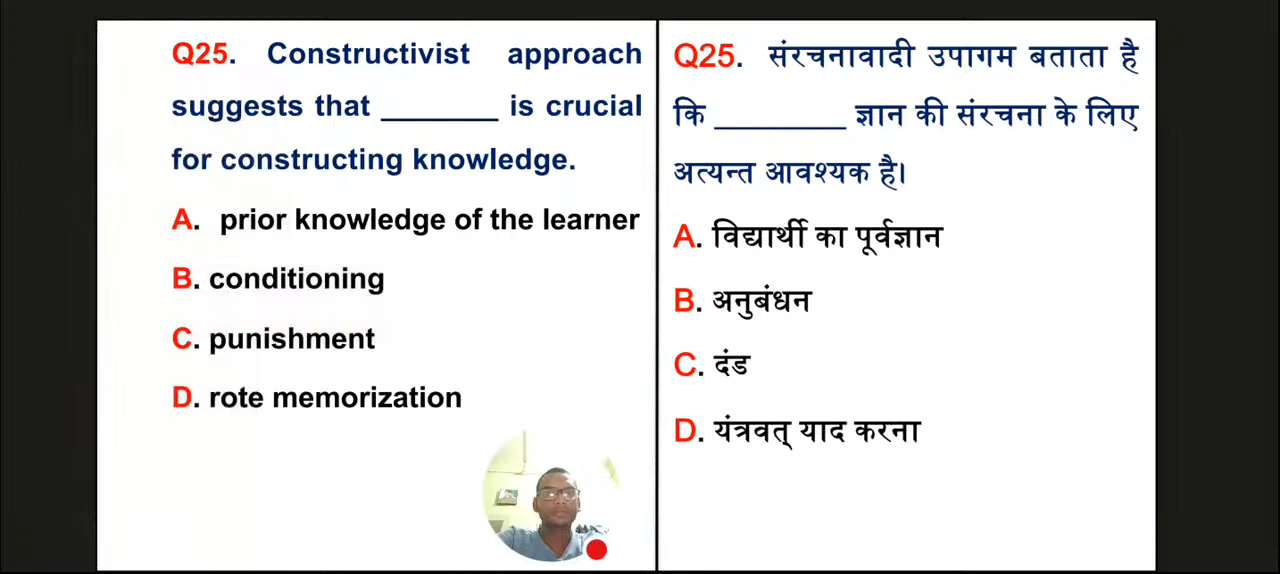 Q25. Constructivist approach
suggests that _______ is crucial
for constructing knowledge.
A. prior knowledge of the learner
B. conditioning
C. punishment
D. rote memorization
Q25. संरचनावादी उपागम बताता है
कि ________ ज्ञान की संरचना के लिए
अत्यन्त आवश्यक है।
A. विद्यार्थी का पूर्वज्ञान
B. अनुबंधन
C. दंड
D. यंत्रवत् याद करना